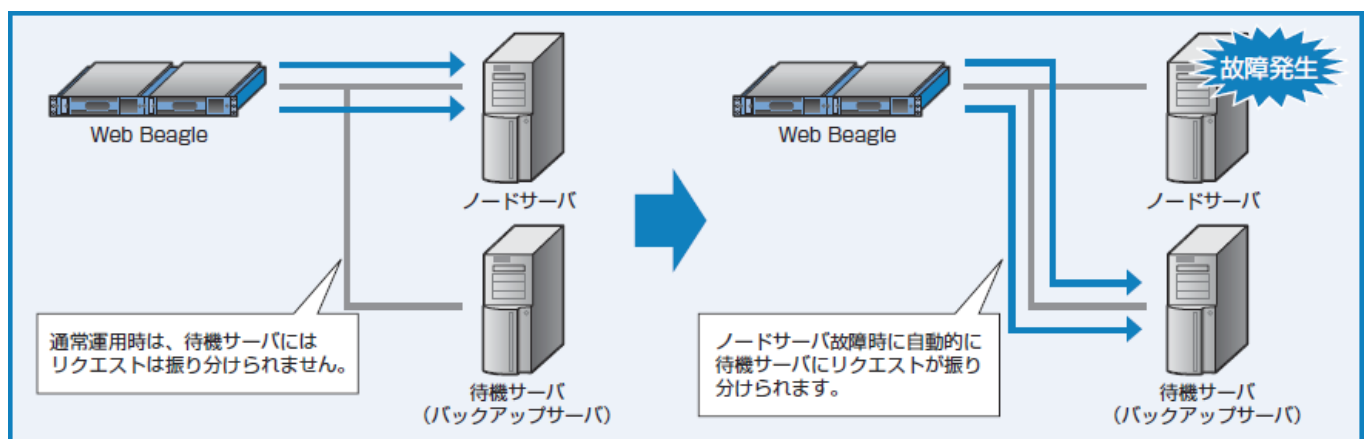 Web Beagle
ノードサーバ
通常運用時は、待機サーバには
リクエストは振り分けられません。
待機サーバ
（バックアップサーバ）
故障発生
Web Beagle
ノードサーバ
ノードサーバ故障時に自動的に
待機サーバにリクエストが振り
分けられます。
待機サーバ
（バックアップサーバ）